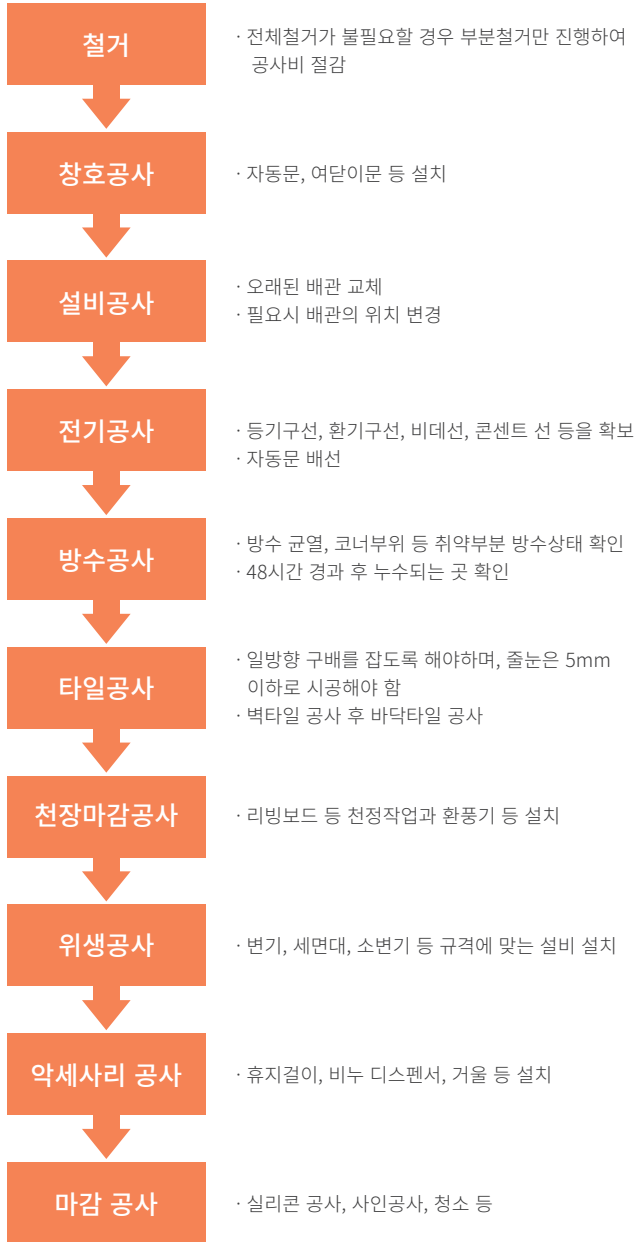 철거
· 전체철거가 불필요할 경우 부분철거만 진행하여
공사비 절감
창호공사
· 자동문, 여닫이문 등 설치
설비공사
· 오래된 배관 교체
· 필요시 배관의 위치 변경
전기공사
· 등기구선, 환기구선, 비데선, 콘센트 선 등을 확보
· 자동문 배선
방수공사
· 방수 균열, 코너부위 등 취약부분 방수상태 확인
· 48시간 경과 후 누수되는 곳 확인
타일공사
· 일방향 구배를 잡도록 해야하며, 줄눈은 5mm
이하로 시공해야 함
· 벽타일 공사 후 바닥타일 공사
천장마감공사
· 리빙보드 등 천정작업과 환풍기 등 설치
위생공사
· 변기, 세면대, 소변기 등 규격에 맞는 설비 설치
악세사리 공사
· 휴지걸이, 비누 디스펜서, 거울 등 설치
마감 공사
· 실리콘 공사, 사인공사, 청소 등